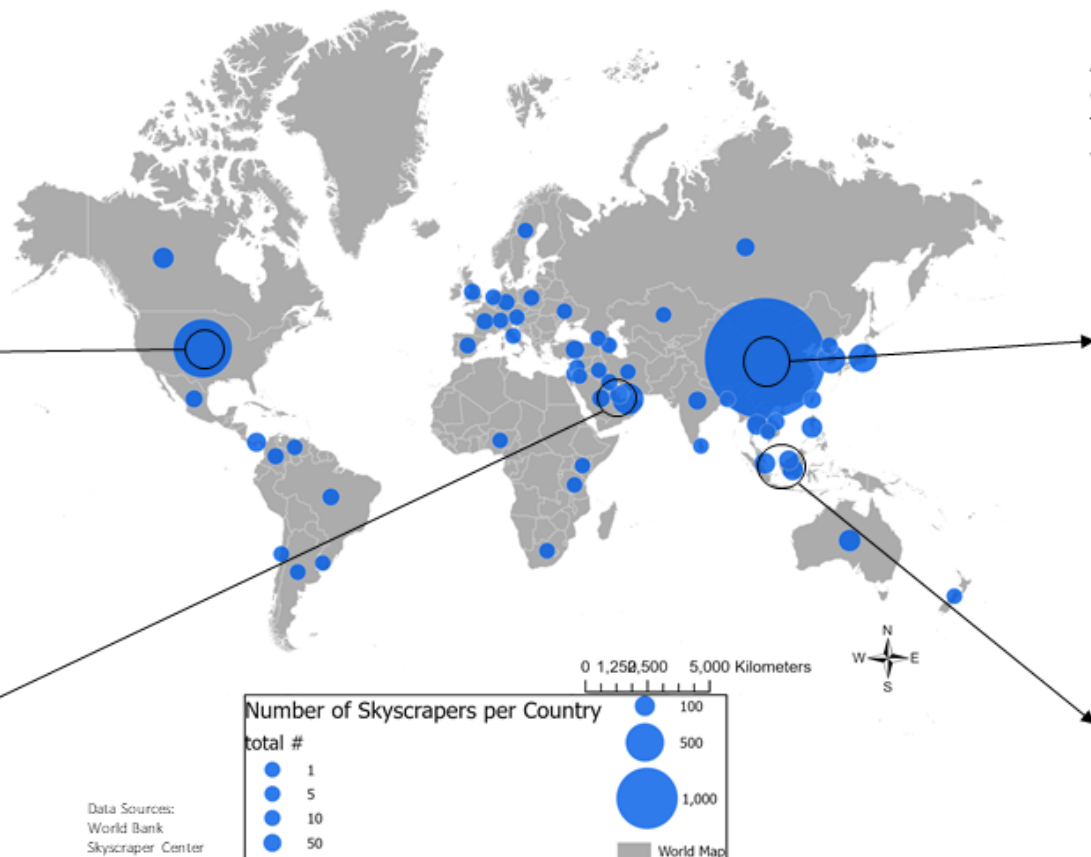 N
W E
S
0 1,250 2,500 5,000 Kilometers
Number of Skyscrapers per Country
total #
1
5
10
50
100
500
1,000
World Map
Data Sources:
World Bank
Skyscraper Center